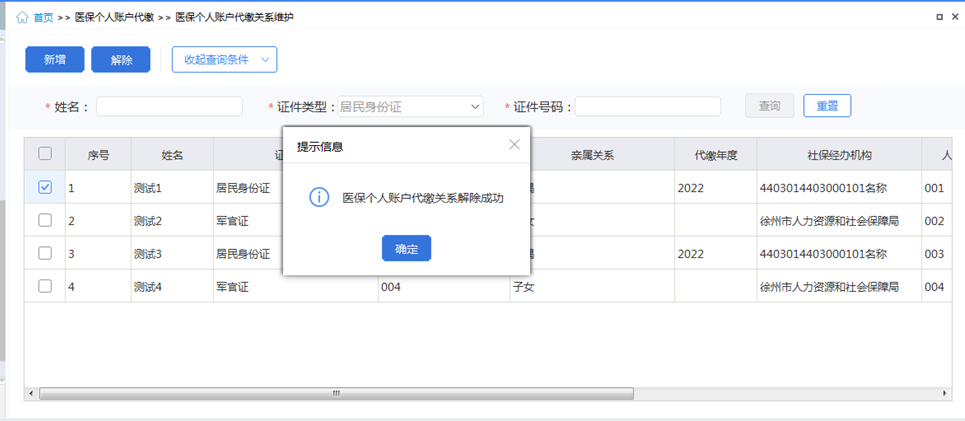 首页 >> 医保个人账户代缴 >> 医保个人账户代缴关系维护
新增 解除 收起查询条件
* 姓名： * 证件类型：居民身份证 * 证件号码： 查询 重置
提示信息
医保个人账户代缴关系解除成功
确定
序号 姓名 证 亲属关系 代缴年度 社保经办机构 人
1 测试1 居民身份证 2022 4403014403000101名称 001
2 测试2 军官证 女 徐州市人力资源和社会保障局 002
3 测试3 居民身份证 2022 4403014403000101名称 003
4 测试4 军官证 004 子女 徐州市人力资源和社会保障局 004